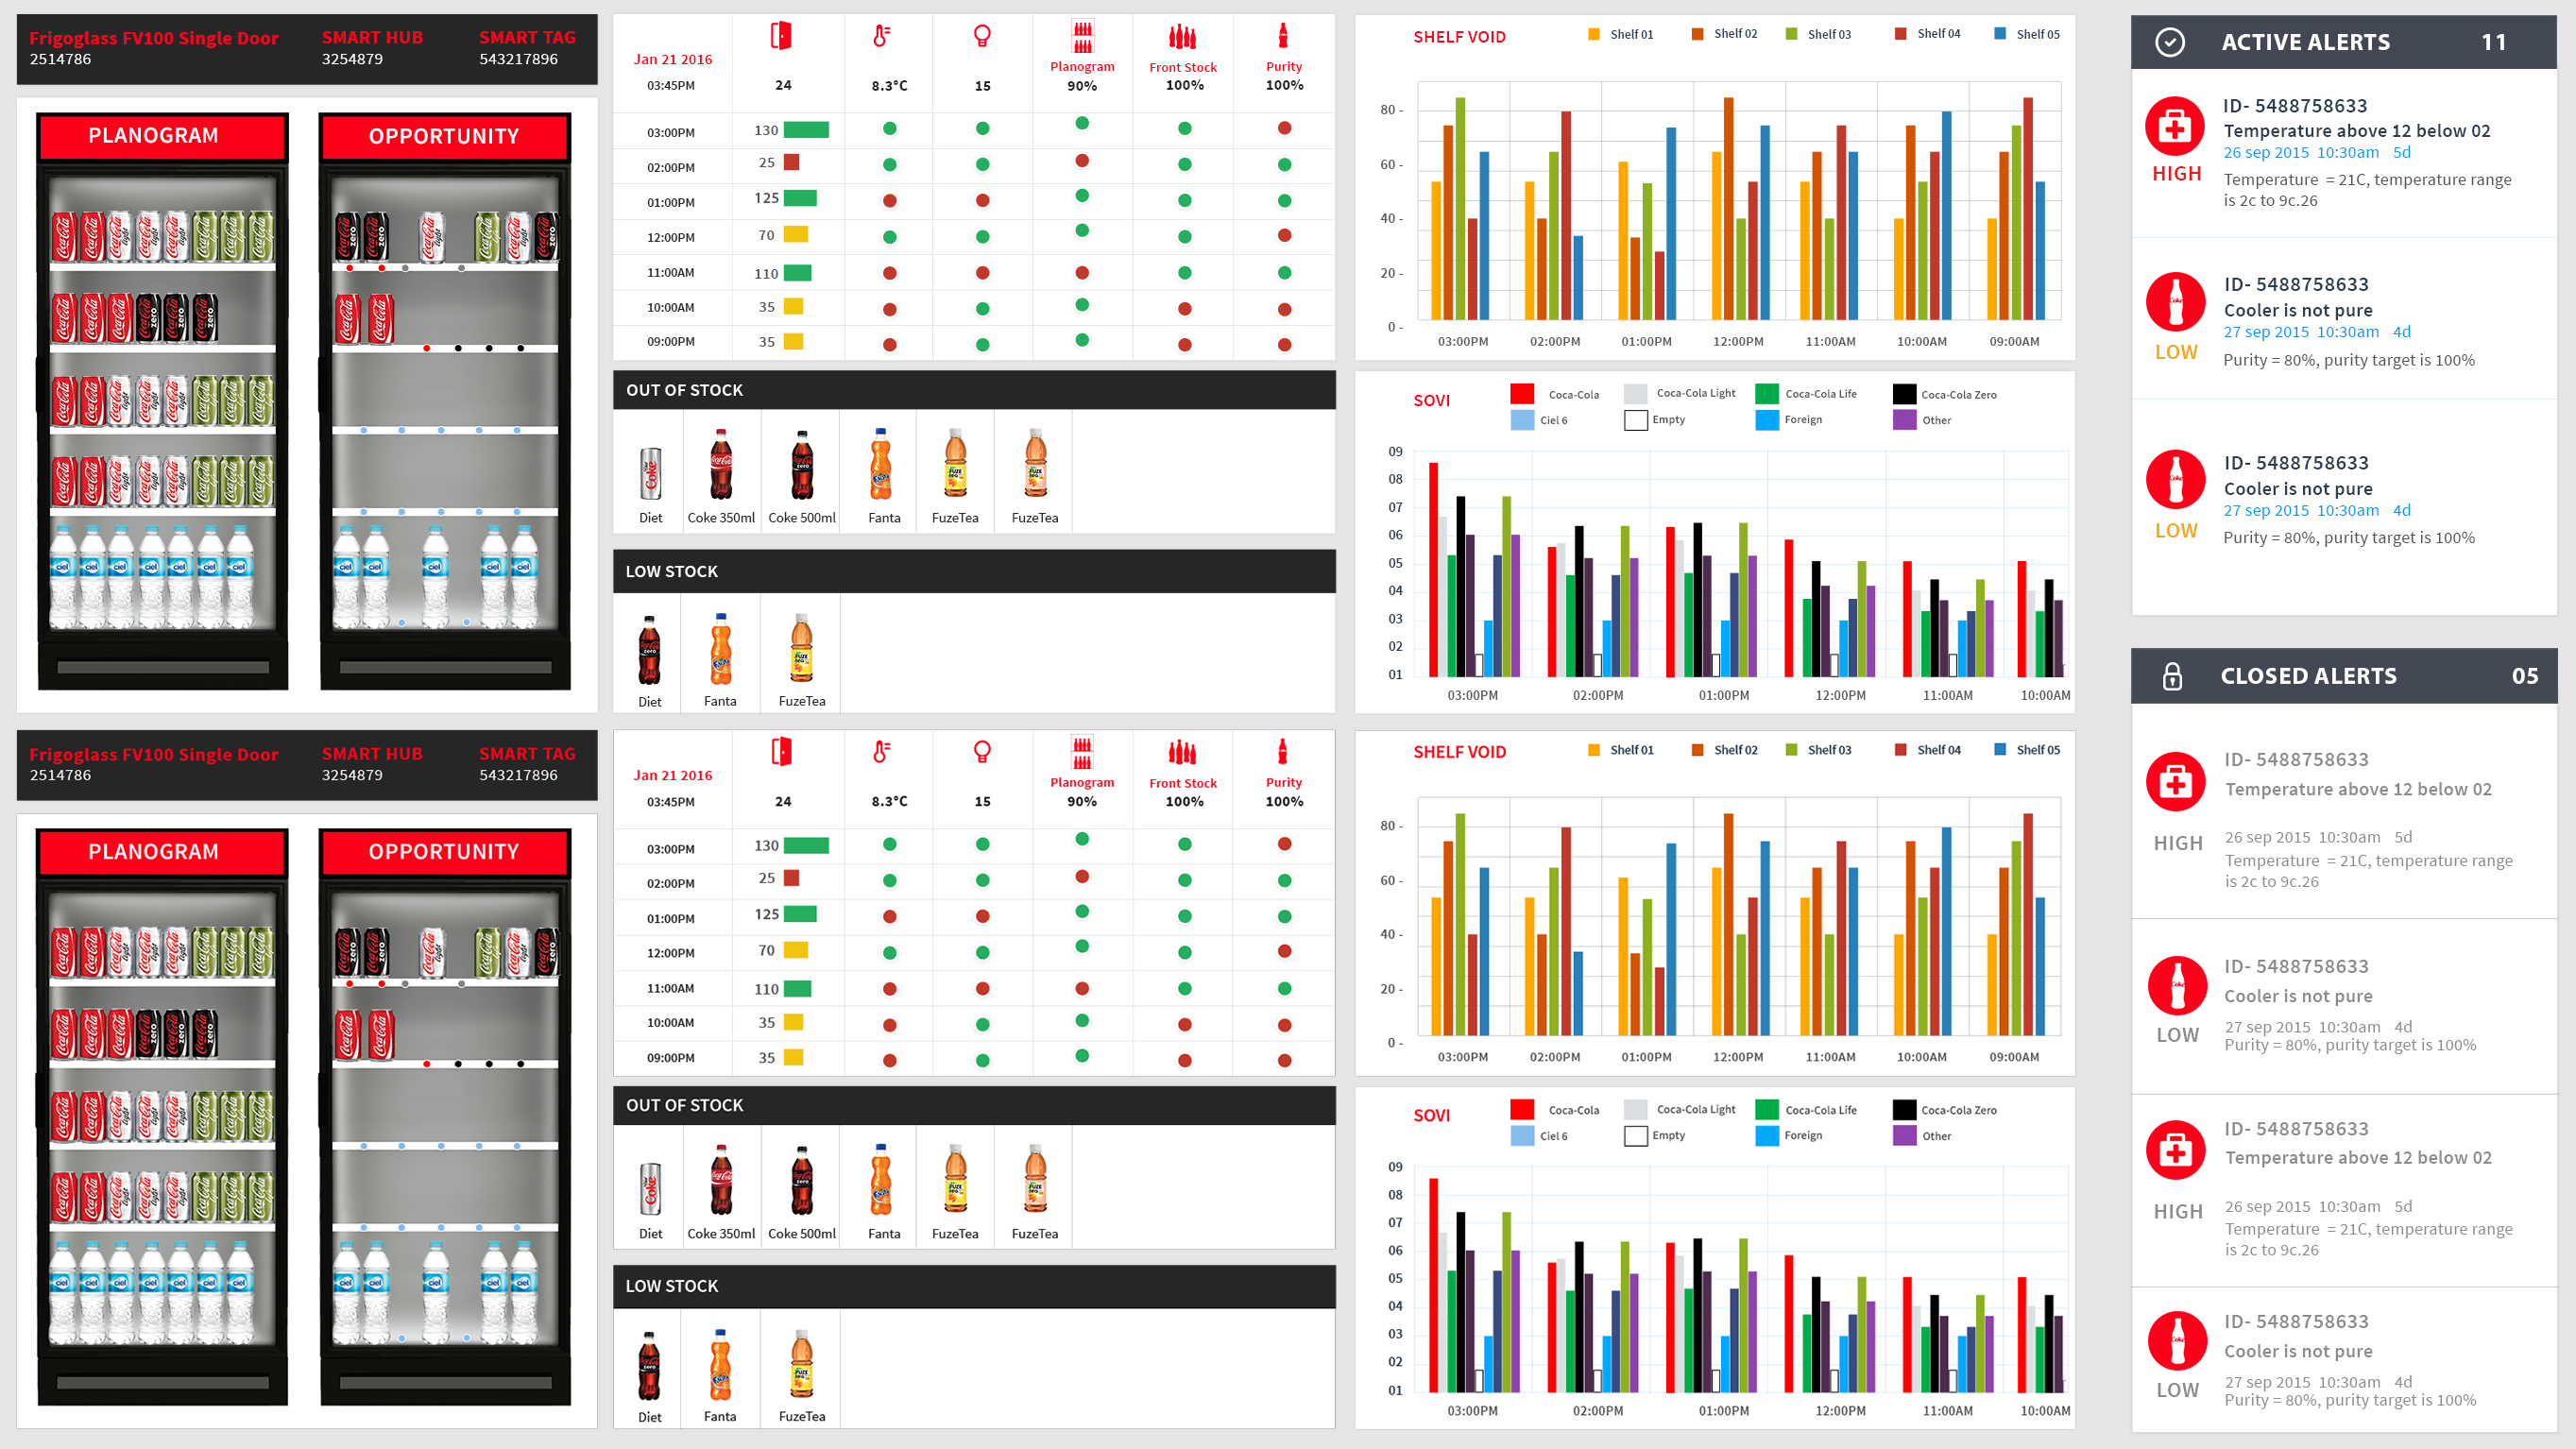 Frigoglass FV100 Single Door
2514786
SMART HUB
3254879
SMART TAG
543217896
PLANOGRAM
OPPORTUNITY
Jan 21 2016
03:45PM
24
8.3°C
15
Planogram
90%
Front Stock
100%
Purity
100%
03:00PM 130
02:00PM 25
01:00PM 125
12:00PM 70
11:00AM 110
10:00AM 35
09:00PM 35
OUT OF STOCK
Diet Coke 350ml Coke 500ml Fanta FuzeTea FuzeTea
LOW STOCK
Diet Fanta FuzeTea
SHELF VOID
Shelf 01 Shelf 02 Shelf 03 Shelf 04 Shelf 05
80 -
60 -
40 -
20 -
0 -
03:00PM 02:00PM 01:00PM 12:00PM 11:00AM 10:00AM 09:00AM
SOVI
Coca-Cola Coca-Cola Light Coca-Cola Life Coca-Cola Zero
Ciel 6 Empty Foreign Other
09
08
07
06
05
04
03
02
01
03:00PM 02:00PM 01:00PM 12:00PM 11:00AM 10:00AM
ACTIVE ALERTS 11
HIGH
ID- 5488758633
Temperature above 12 below 02
26 sep 2015 10:30am 5d
Temperature = 21C, temperature range
is 2c to 9c.26
LOW
ID- 5488758633
Cooler is not pure
27 sep 2015 10:30am 4d
Purity = 80%, purity target is 100%
LOW
ID- 5488758633
Cooler is not pure
27 sep 2015 10:30am 4d
Purity = 80%, purity target is 100%
Frigoglass FV100 Single Door
2514786
SMART HUB
3254879
SMART TAG
543217896
PLANOGRAM
OPPORTUNITY
Jan 21 2016
03:45PM
24
8.3°C
15
Planogram
90%
Front Stock
100%
Purity
100%
03:00PM 130
02:00PM 25
01:00PM 125
12:00PM 70
11:00AM 110
10:00AM 35
09:00PM 35
OUT OF STOCK
Diet Coke 350ml Coke 500ml Fanta FuzeTea FuzeTea
LOW STOCK
Diet Fanta FuzeTea
SHELF VOID
Shelf 01 Shelf 02 Shelf 03 Shelf 04 Shelf 05
80 -
60 -
40 -
20 -
0 -
03:00PM 02:00PM 01:00PM 12:00PM 11:00AM 10:00AM 09:00AM
SOVI
Coca-Cola Coca-Cola Light Coca-Cola Life Coca-Cola Zero
Ciel 6 Empty Foreign Other
09
08
07
06
05
04
03
02
01
03:00PM 02:00PM 01:00PM 12:00PM 11:00AM 10:00AM
CLOSED ALERTS 05
HIGH
ID- 5488758633
Temperature above 12 below 02
26 sep 2015 10:30am 5d
Temperature = 21C, temperature range
is 2c to 9c.26
LOW
ID- 5488758633
Cooler is not pure
27 sep 2015 10:30am 4d
Purity = 80%, purity target is 100%
HIGH
ID- 5488758633
Temperature above 12 below 02
26 sep 2015 10:30am 5d
Temperature = 21C, temperature range
is 2c to 9c.26
LOW
ID- 5488758633
Cooler is not pure
27 sep 2015 10:30am 4d
Purity = 80%, purity target is 100%